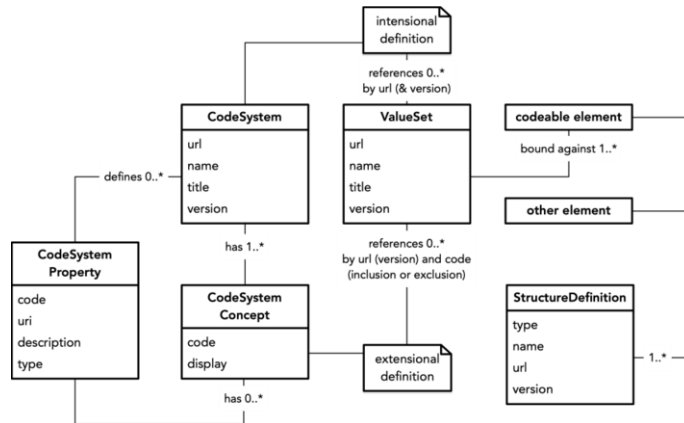 intensional
definition
references 0..*
by url (& version)
CodeSystem
url
name
title
version
ValueSet
url
name
title
version
codeable element
bound against 1..*
defines 0..*
other element
has 1..*
references 0..*
by url (version) and code
(inclusion or exclusion)
CodeSystem
Property
code
uri
description
type
CodeSystem
Concept
code
display
StructureDefinition
type
name
url
version
1..*
extensional
definition
has 0..*